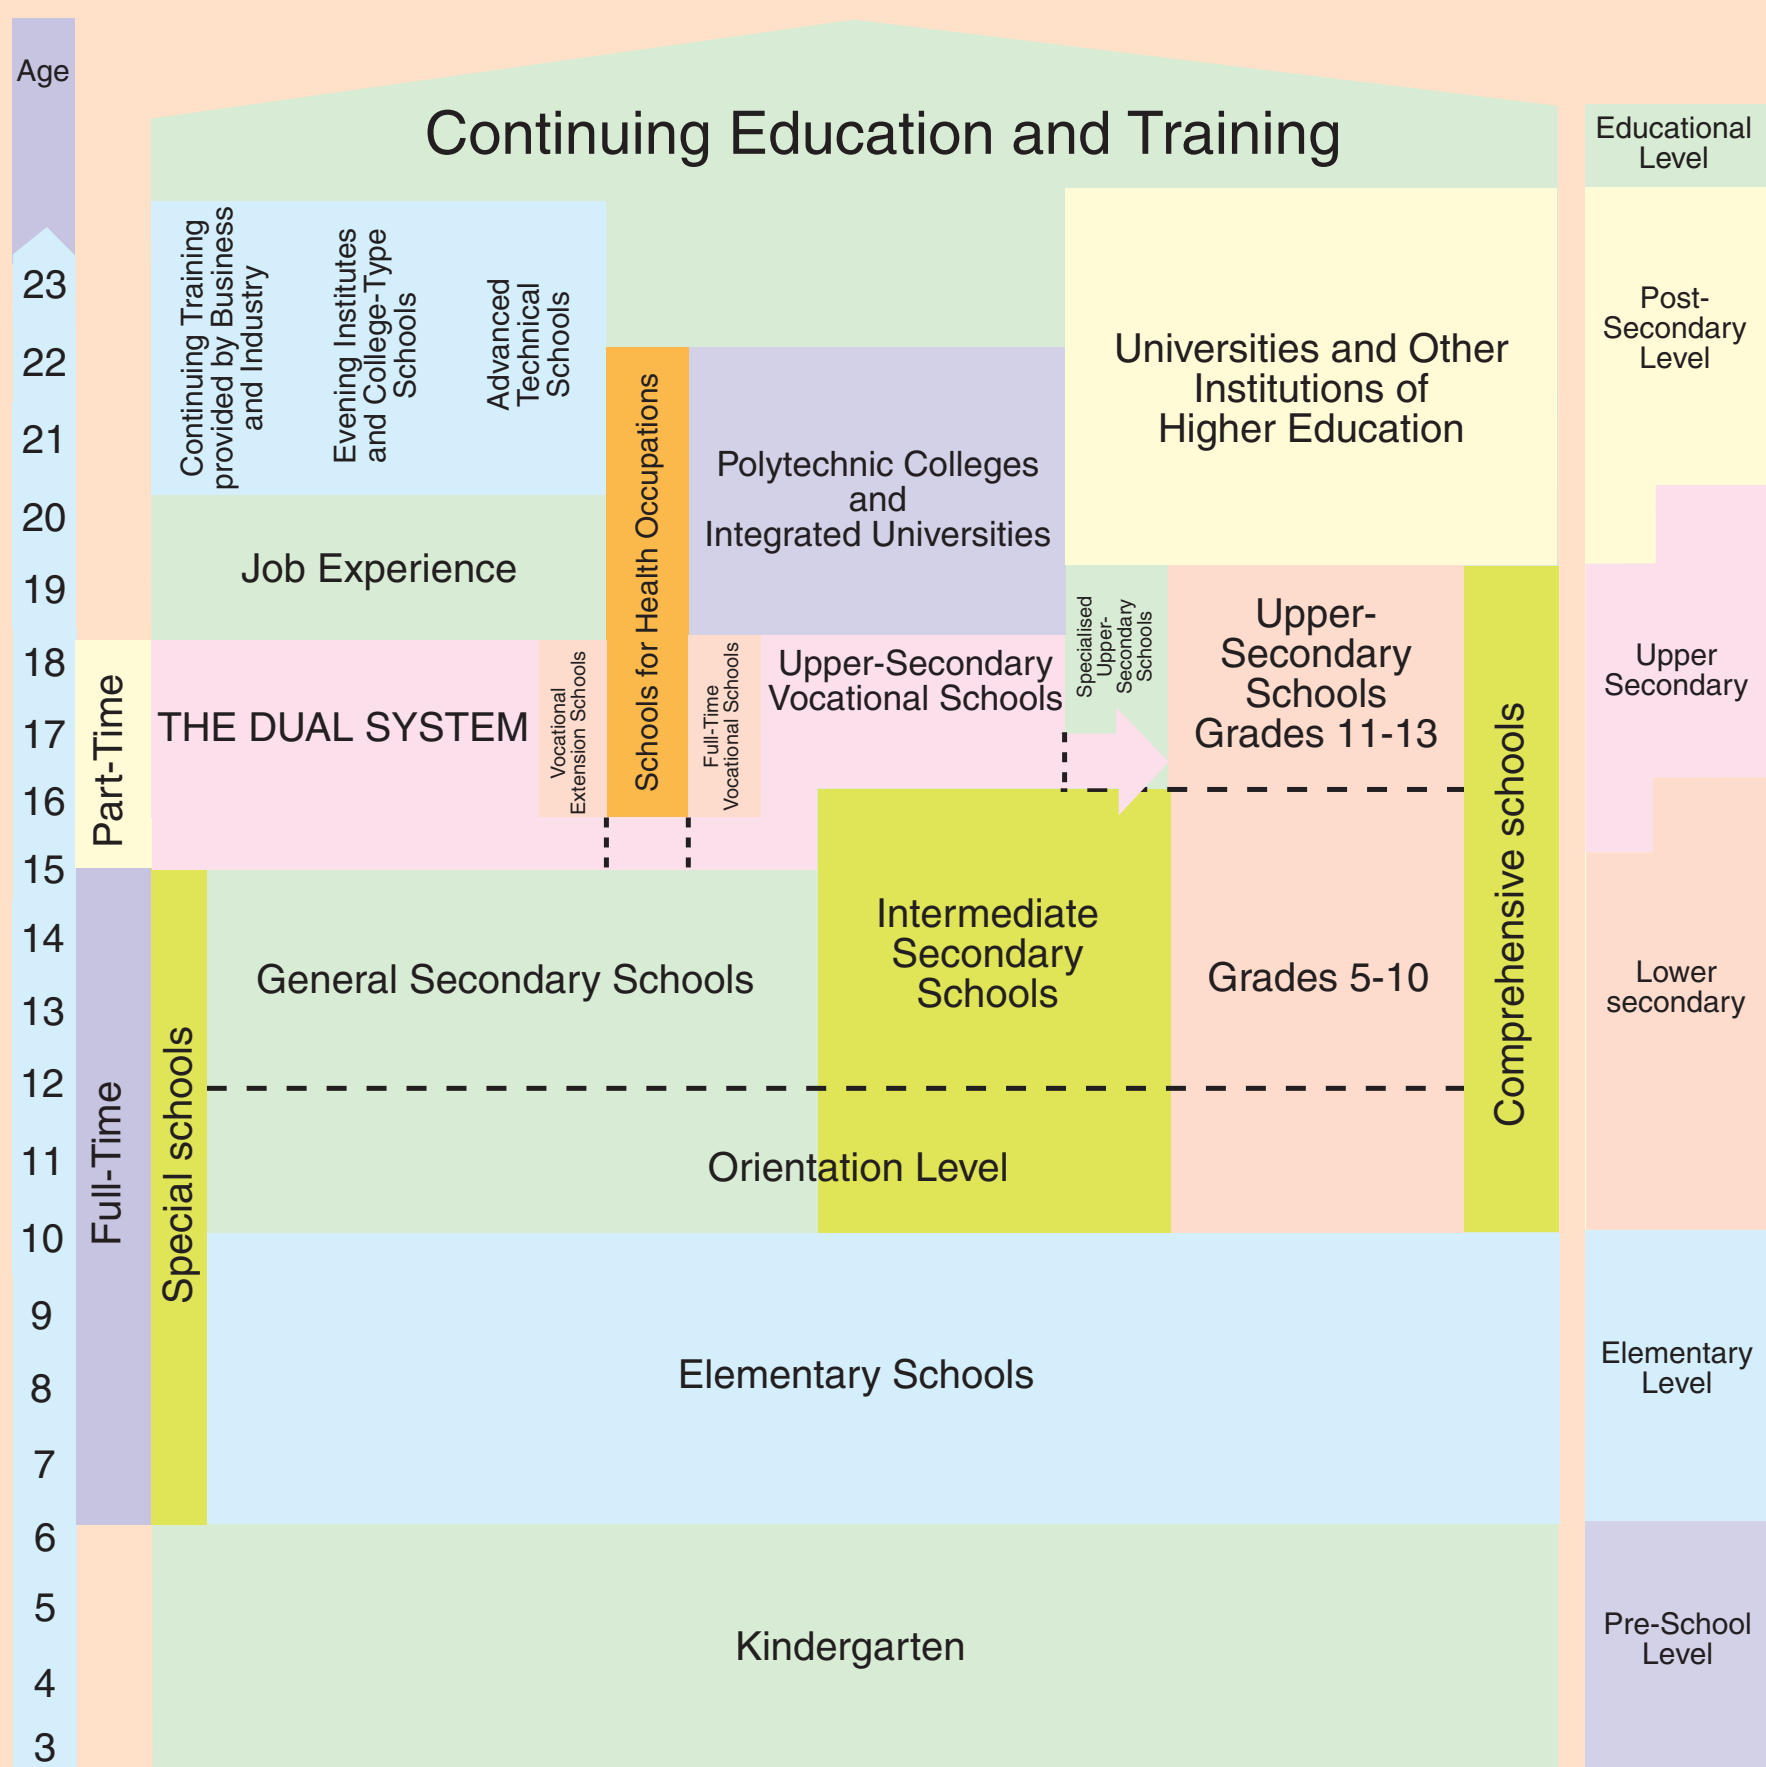 Age
Continuing Education and Training
Educational
Level
23
22
21
20
19
18
17
16
15
14
13
12
11
10
9
8
7
6
5
4
3
Continuing Training
provided by Business
and Industry
Evening Institutes
and College-Type
Schools
Advanced
Technical
Schools
Universities and Other
Institutions of
Higher Education
Post-
Secondary
Level
Schools for Health Occupations
Polytechnic Colleges
and
Integrated Universities
Job Experience
Part-Time
THE DUAL SYSTEM
Vocational
Extension Schools
Full-Time
Vocational Schools
Upper-Secondary
Vocational Schools
Specialised
Upper-
Secondary
Schools
Upper-
Secondary
Schools
Grades 11-13
Comprehensive schools
Upper
Secondary
Full-Time
Special schools
General Secondary Schools
Intermediate
Secondary
Schools
Grades 5-10
Lower
secondary
Orientation Level
Elementary Schools
Elementary
Level
Kindergarten
Pre-School
Level